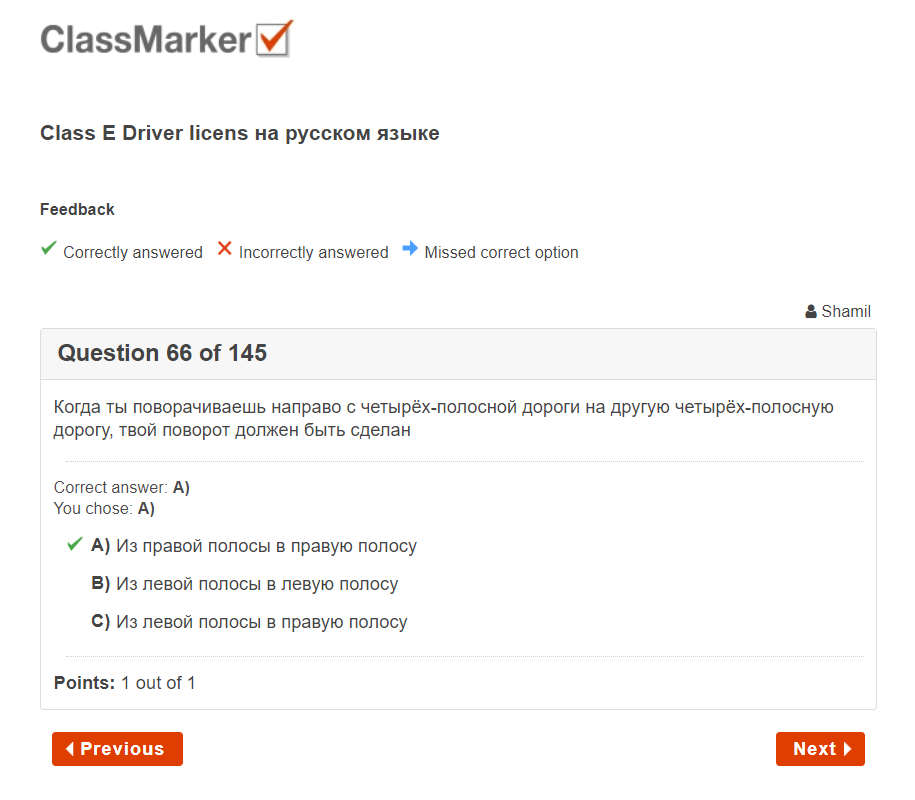 ClassMarker
Class E Driver licens на русском языке
Feedback
Correctly answered Incorrectly answered Missed correct option
Shamil
Question 66 of 145
Когда ты поворачиваешь направо с четырёх-полосной дороги на другую четырёх-полосную
дорогу, твой поворот должен быть сделан
Correct answer: A)
You chose: A)
A) Из правой полосы в правую полосу
B) Из левой полосы в левую полосу
C) Из левой полосы в правую полосу
Points: 1 out of 1
Previous Next